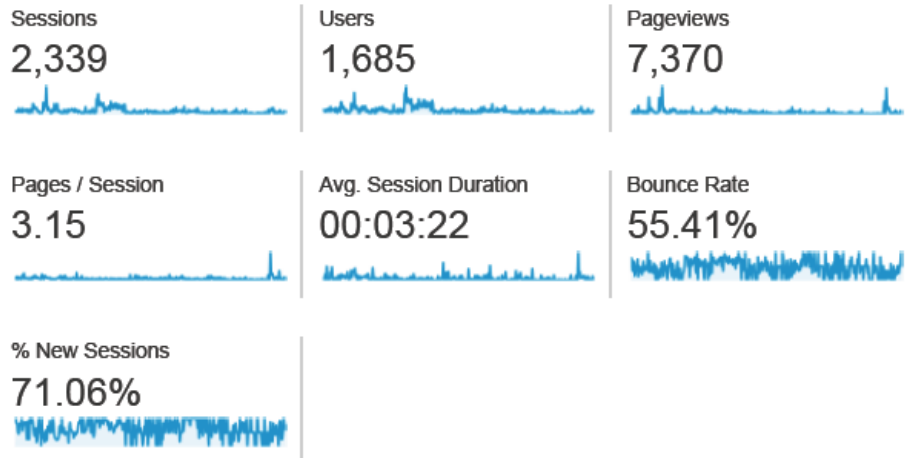 Sessions
2,339
Users
1,685
Pageviews
7,370
Pages / Session
3.15
Avg. Session Duration
00:03:22
Bounce Rate
55.41%
% New Sessions
71.06%